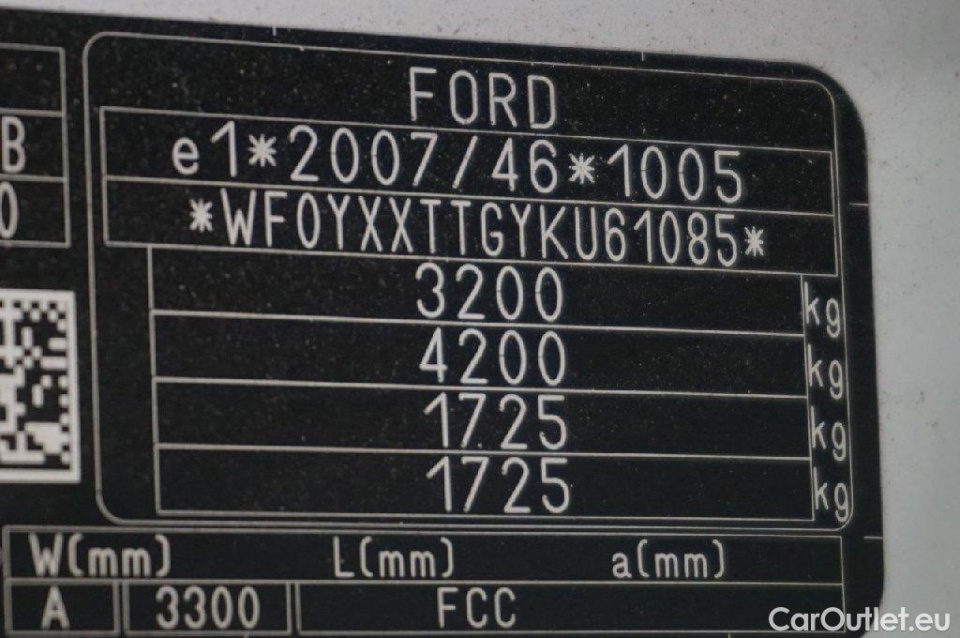 FORD
B
e1*2007/46*1005
0
*WF0YXXTTGYKU61085*
3200 kg
4200 kg
1725 kg
1725 kg
W(mm) L(mm) a(mm)
A 3300 FCC
CarOutlet.eu